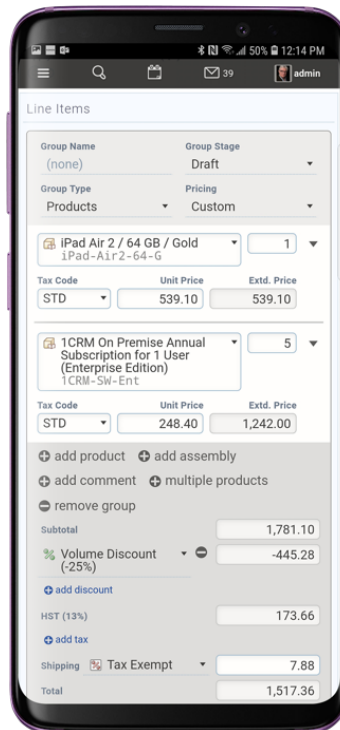 50% 12:14 PM
39 admin
Line Items
Group Name Group Stage
(none) Draft
Group Type Pricing
Products Custom
iPad Air 2 / 64 GB / Gold 1
iPad-Air2-64-G
Tax Code Unit Price Extd. Price
STD 539.10 539.10
1CRM On Premise Annual 5
Subscription for 1 User
(Enterprise Edition)
1CRM-SW-Ent
Tax Code Unit Price Extd. Price
STD 248.40 1,242.00
add product add assembly
add comment multiple products
remove group
Subtotal 1,781.10
Volume Discount -445.28
(-25%)
add discount
HST (13%) 173.66
add tax
Shipping Tax Exempt 7.88
Total 1,517.36